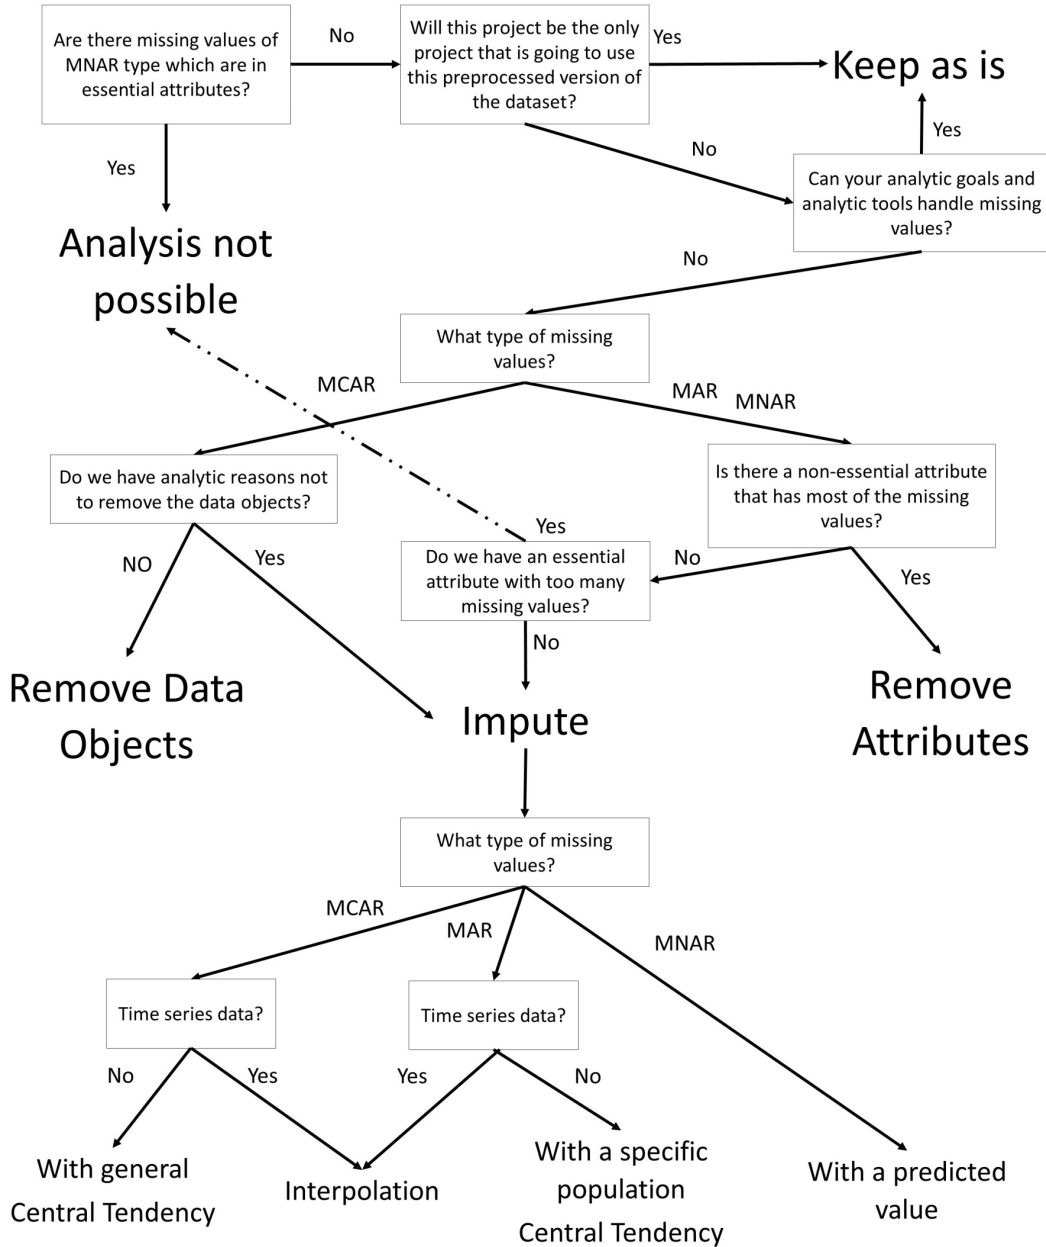 Are there missing values of
MNAR type which are in
essential attributes?
No
Will this project be the only
project that is going to use
this preprocessed version of
the dataset?
Yes
Keep as is
Yes
No
Yes
Can your analytic goals and
analytic tools handle missing
values?
Analysis not
possible
No
What type of missing
values?
MCAR
MAR
MNAR
Do we have analytic reasons not
to remove the data objects?
Is there a non-essential attribute
that has most of the missing
values?
Yes
NO
Yes
Do we have an essential
attribute with too many
missing values?
No
Yes
No
Remove Data
Objects
Impute
Remove
Attributes
What type of missing
values?
MCAR
MAR
MNAR
Time series data?
Time series data?
No
Yes
Yes
No
With general
Central Tendency
Interpolation
With a specific
population
Central Tendency
With a predicted
value